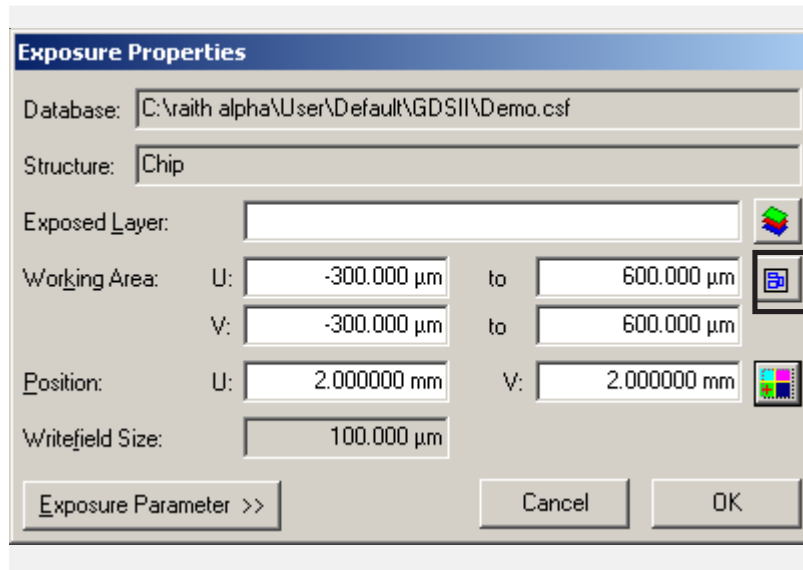 Exposure Properties
Database: C:\raith alpha\User\Default\GDSII\Demo.csf
Structure: Chip
Exposed Layer:
Working Area: U: -300.000 µm to 600.000 µm
V: -300.000 µm to 600.000 µm
Position: U: 2.000000 mm V: 2.000000 mm
Writefield Size: 100.000 µm
Exposure Parameter >> Cancel OK